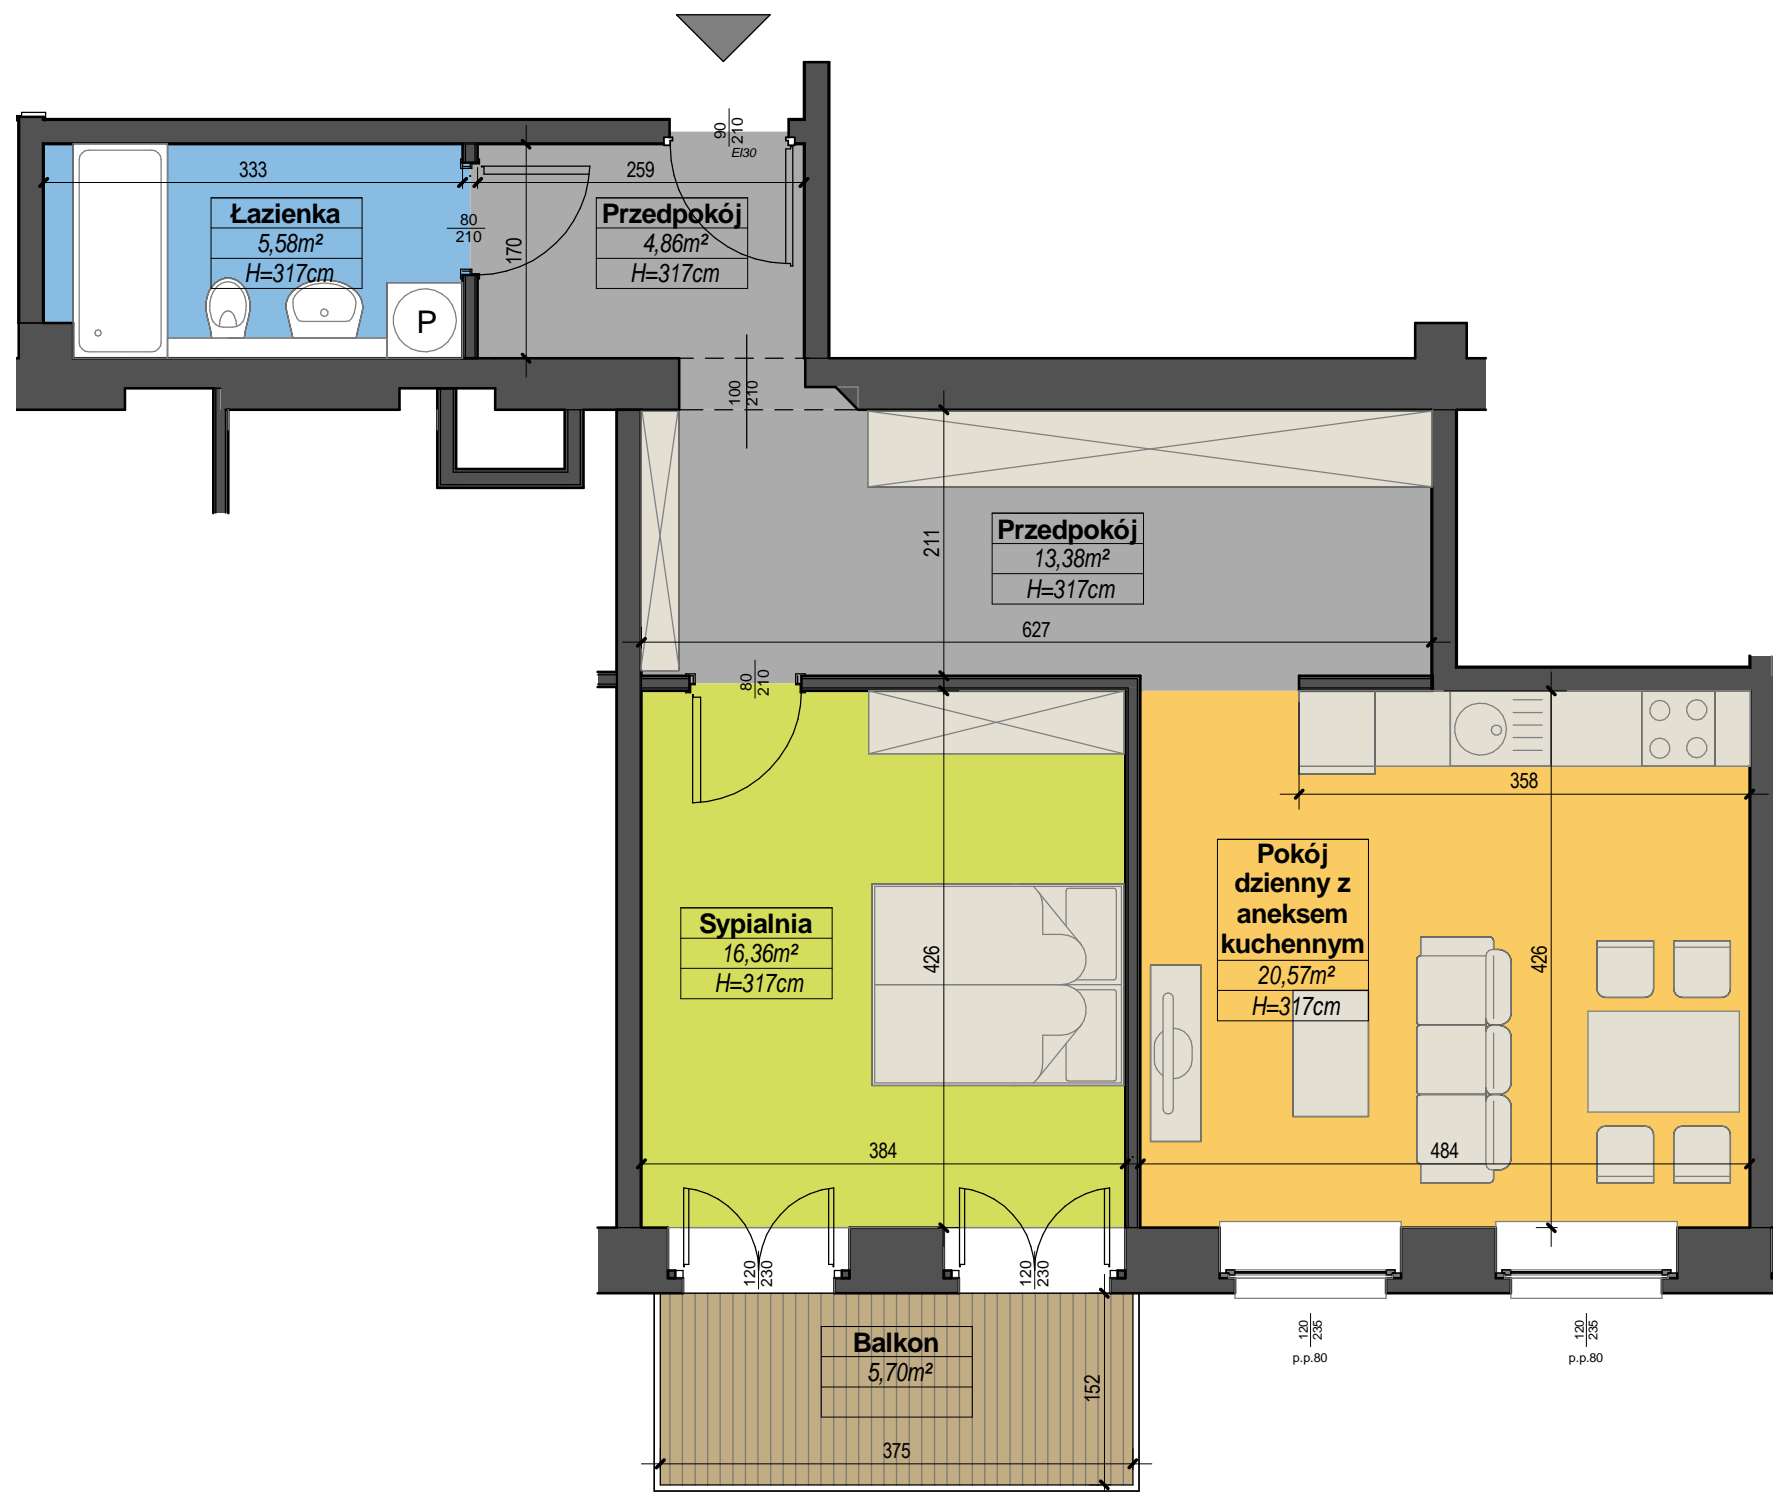 90
210
EI30
333
259
Łazienka
5,58m²
H=317cm
80
210
170
Przedpokój
4,86m²
H=317cm
P
100
210
211
Przedpokój
13,38m²
H=317cm
627
80
210
358
Sypialnia
16,36m²
H=317cm
426
Pokój
dzienny z
aneksem
kuchennym
20,57m²
H=317cm
426
384
484
120
230
120
230
120
235
p.p.80
120
235
p.p.80
Balkon
5,70m²
152
375